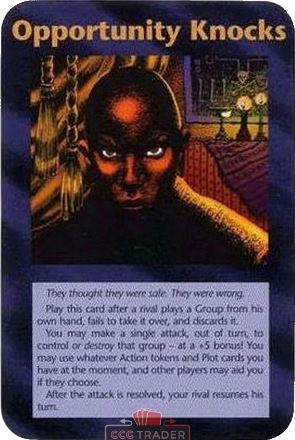 Opportunity Knocks
They thought they were safe. They were wrong.
Play this card after a rival plays a Group from his
own hand, fails to take it over, and discards it.
You may make a single attack, out of turn, to
control or destroy that group – at a +5 bonus! You
may use whatever Action tokens and Plot cards you
have at the moment, and other players may aid you
if they choose.
After the attack is resolved, your rival resumes his
turn.
CCG TRADER